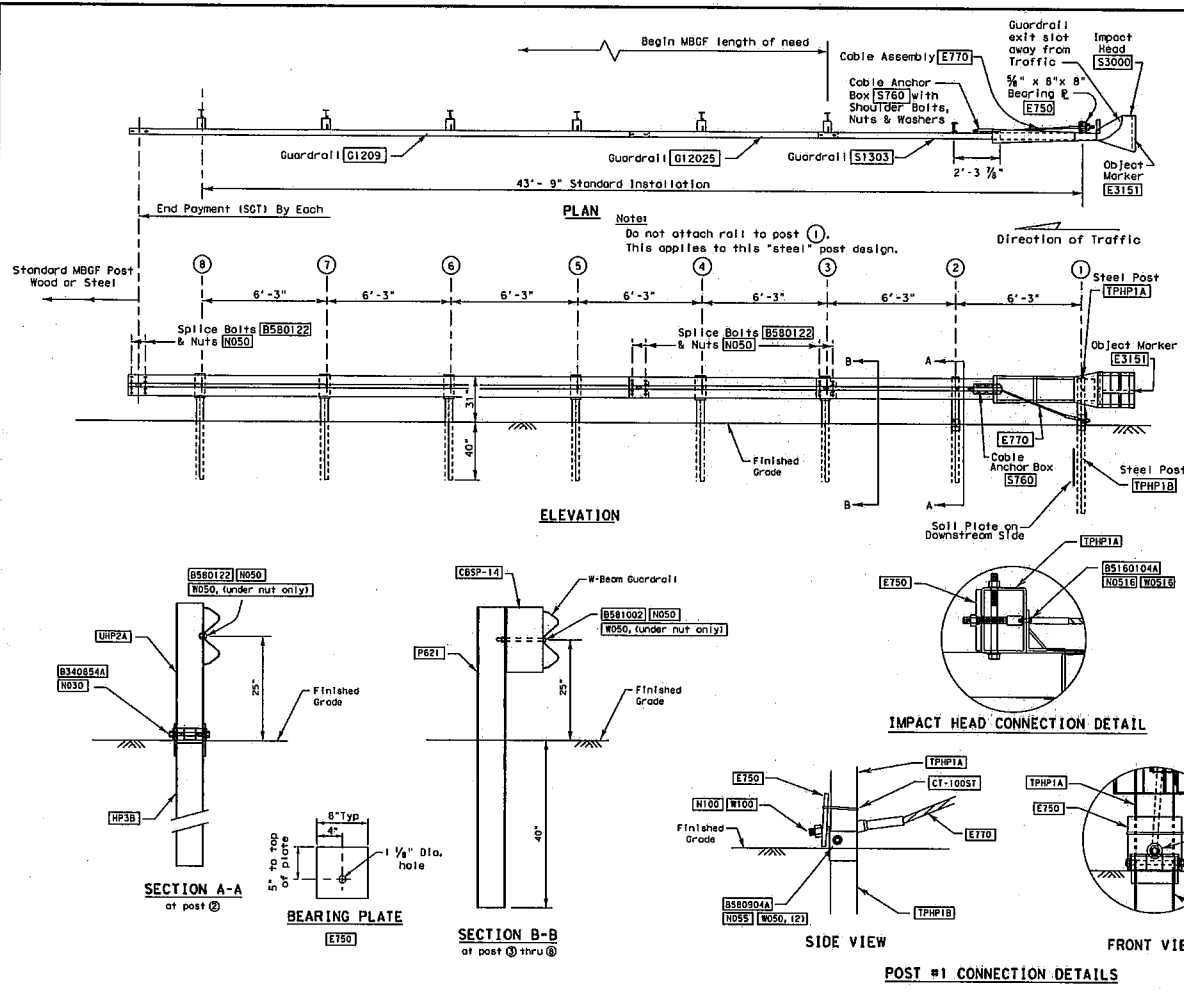 Begin MBGF length of need
Cable Assembly E770
Guardrail
exit slot
away from
Traffic
Impact
Head
S3000
Cable Anchor
Box S760 with
Shoulder Bolts,
Nuts & Washers
⅝" x 8"x 8"
Bearing ℄
E750
Guardrail G1209
Guardrail G12025
Guardrail S1303
2'-3 ⅞"
Object
Marker
E3151
43'- 9" Standard Installation
End Payment (SGT) By Each
PLAN
Note:
Do not attach rail to post 1.
This applies to this "steel" post design.
Direction of Traffic
Standard MBGF Post
Wood or Steel
8
7
6
5
4
3
2
1
Steel Post
TPHP1A
6'-3"
6'-3"
6'-3"
6'-3"
6'-3"
6'-3"
6'-3"
Splice Bolts B580122
& Nuts N050
Splice Bolts B580122
& Nuts N050
B
A
Object Marker
E3151
31"
40"
Finished
Grade
E770
Cable
Anchor Box
S760
Steel Post
TPHP1B
B
A
ELEVATION
Soil Plate on
Downstream Side
B580122 N050
W050, (under nut only)
UHP2A
B340854A
N030
25"
Finished
Grade
HP3B
SECTION A-A
at post 2
8"Typ
4"
5" to top
of plate
1 ⅛" Dia.
hole
BEARING PLATE
E750
CBSP-14
W-Beam Guardrail
B581002 N050
W050, (under nut only)
P621
25"
Finished
Grade
40"
SECTION B-B
at post 3 thru 8
TPHP1A
E750
B5160104A
N0516 W0516
IMPACT HEAD CONNECTION DETAIL
TPHP1A
E750
CT-100ST
N100 W100
Finished
Grade
E770
B580904A
N055 W050, (2)
TPHP1B
SIDE VIEW
TPHP1A
E750
FRONT VIE
POST #1 CONNECTION DETAILS